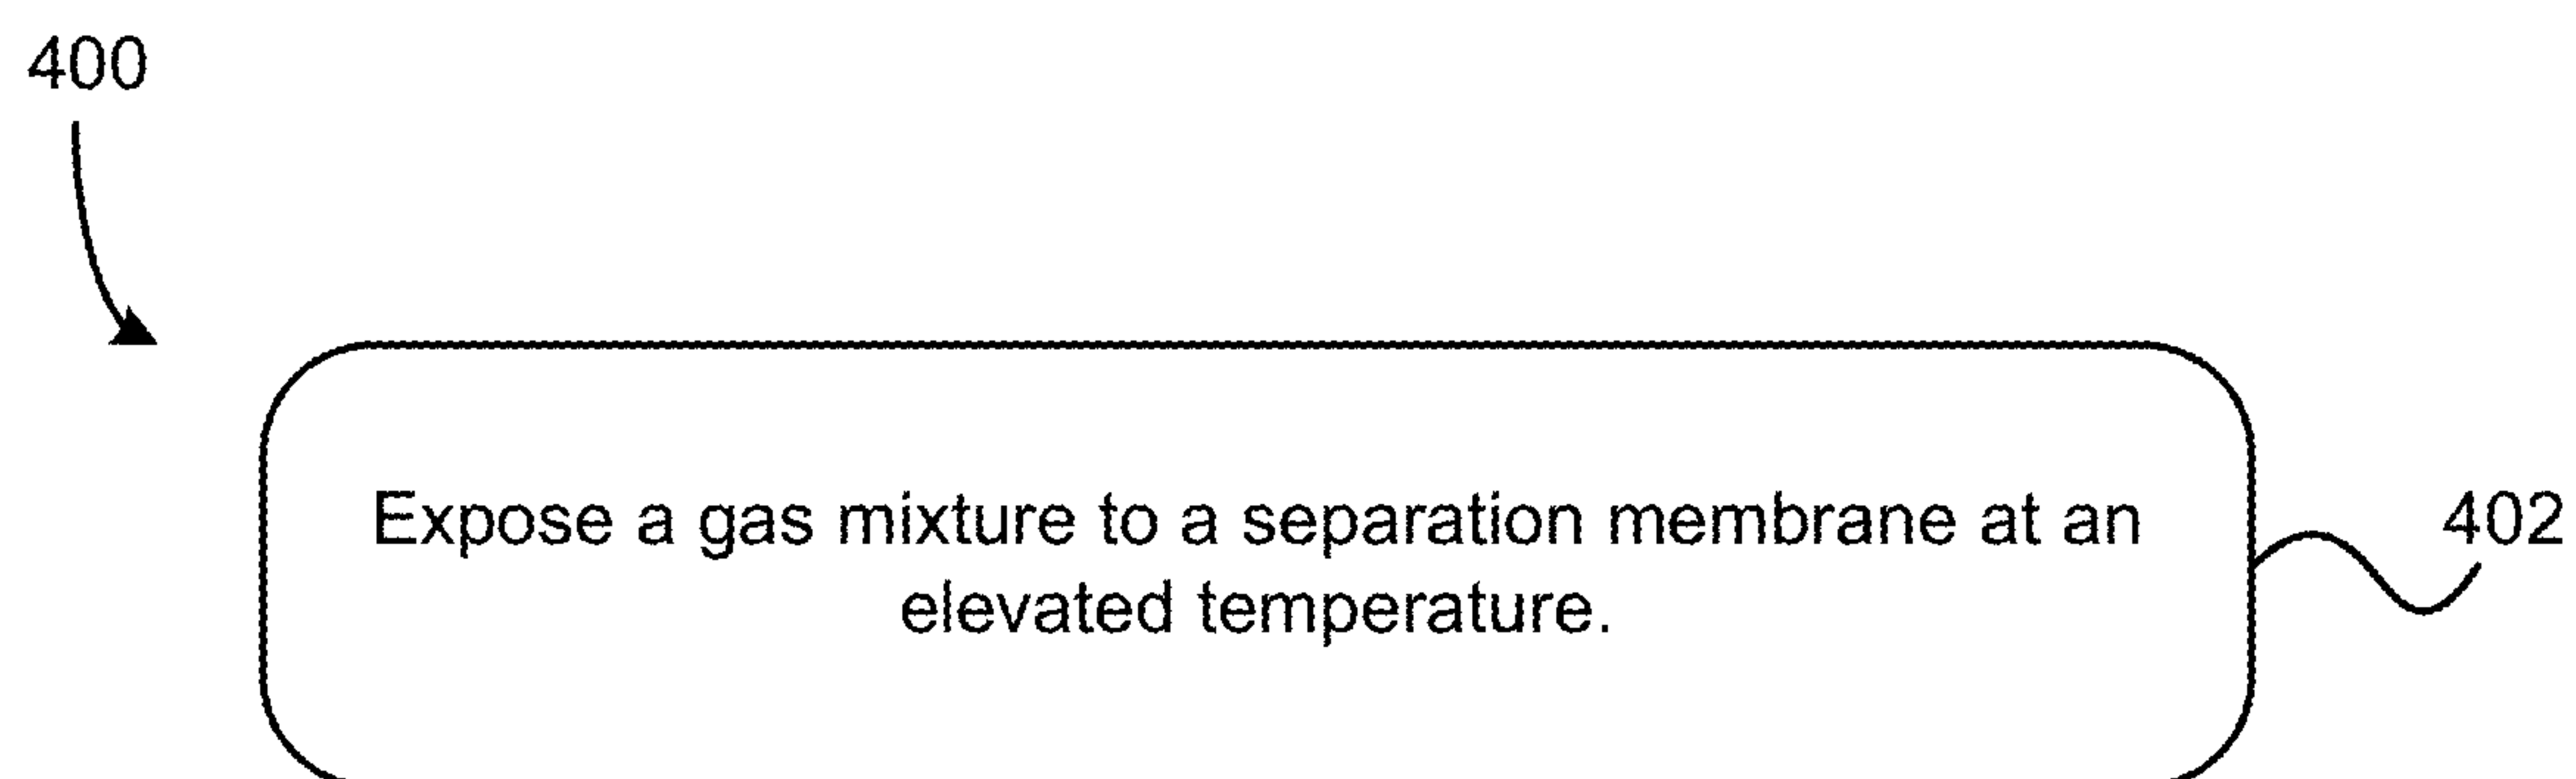 400
Expose a gas mixture to a separation membrane at an
402
elevated temperature.